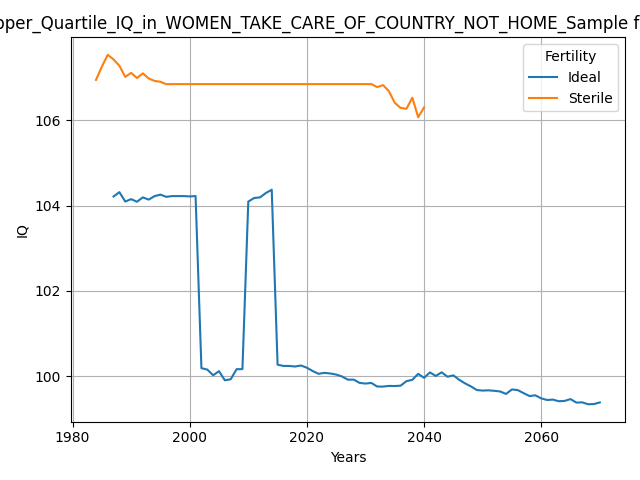 pper_Quartile_IQ_in_WOMEN_TAKE_CARE_OF_COUNTRY_NOT_HOME_Sample f
Fertility
Ideal
Sterile
106
104
102
100
IQ
1980 2000 2020 2040 2060
Years